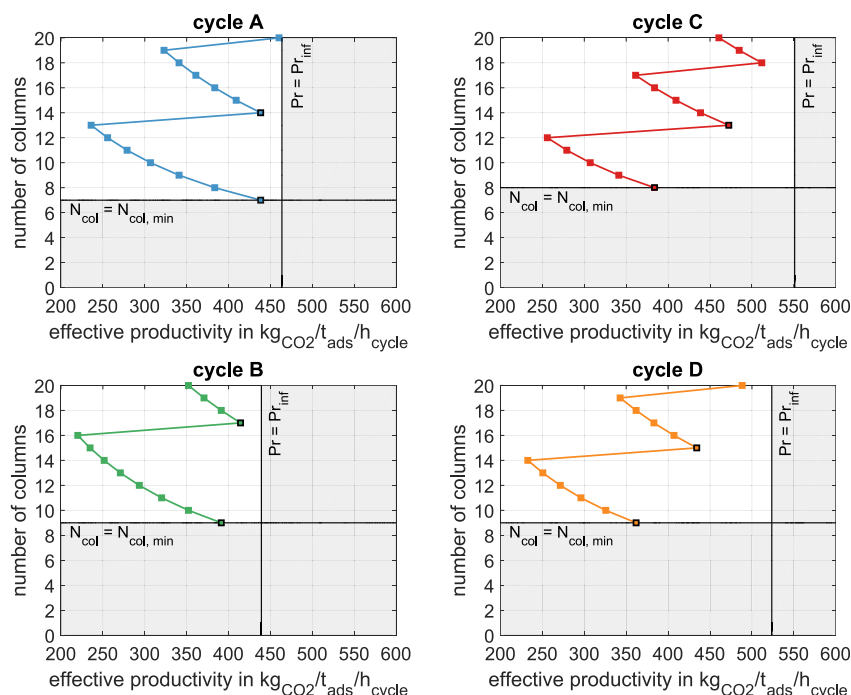 cycle A
number of columns
20
18
16
14
12
10
8
6
4
2
0
Pr = Pr_inf
N_col = N_col, min
200 250 300 350 400 450 500 550 600
effective productivity in kg_CO2/t_ads/h_cycle
cycle C
number of columns
20
18
16
14
12
10
8
6
4
2
0
Pr = Pr_inf
N_col = N_col, min
200 250 300 350 400 450 500 550 600
effective productivity in kg_CO2/t_ads/h_cycle
cycle B
number of columns
20
18
16
14
12
10
8
6
4
2
0
Pr = Pr_inf
N_col = N_col, min
200 250 300 350 400 450 500 550 600
effective productivity in kg_CO2/t_ads/h_cycle
cycle D
number of columns
20
18
16
14
12
10
8
6
4
2
0
Pr = Pr_inf
N_col = N_col, min
200 250 300 350 400 450 500 550 600
effective productivity in kg_CO2/t_ads/h_cycle